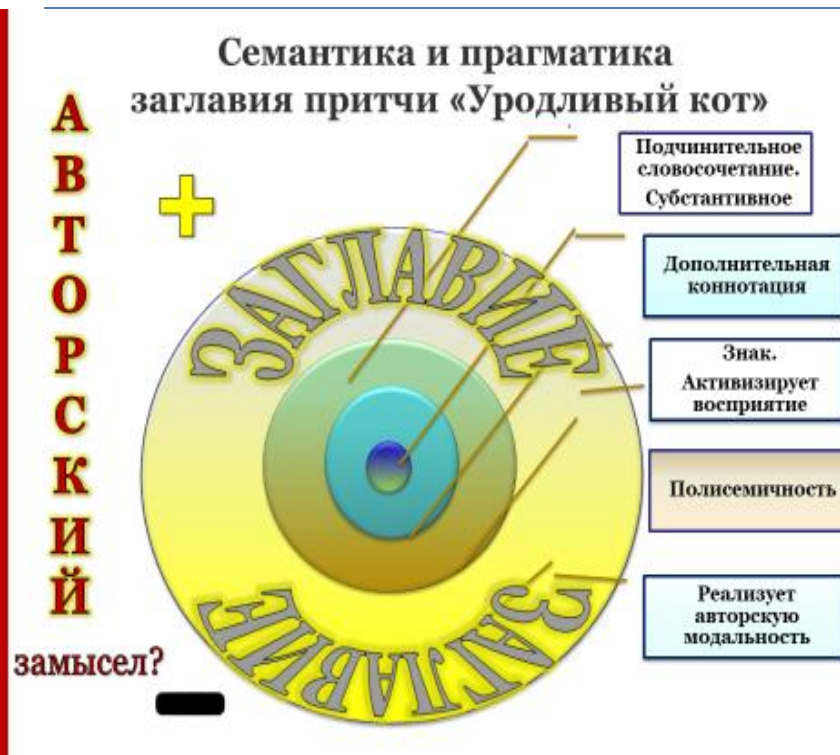 Семантика и прагматика
заглавия притчи «Уродливый кот»
АВТОРСКИЙ
замысел?
ЗАГЛАВИЕ
ЗАГЛАВИЕ
Подчинительное
словосочетание.
Субстантивное
Дополнительная
коннотация
Знак.
Активизирует
восприятие
Полисемичность
Реализует
авторскую
модальность